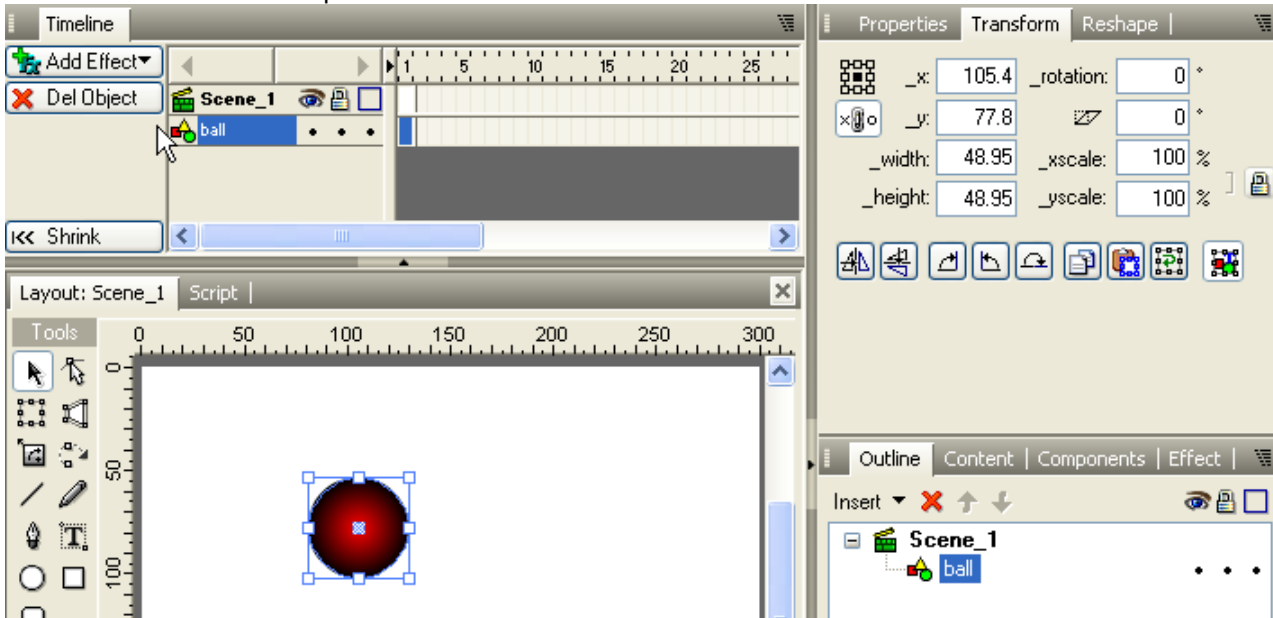 Timeline
Add Effect▾
1 5 10 15 20 25
Del Object
Scene_1
ball
Shrink
Layout: Scene_1 Script
Tools
0 50 100 150 200 250 300
0
50
100
Properties Transform Reshape
_x: 105.4 _rotation: 0 °
_y: 77.8 0 °
_width: 48.95 _xscale: 100 %
_height: 48.95 _yscale: 100 %
Outline Content | Components | Effect |
Insert
Scene_1
ball